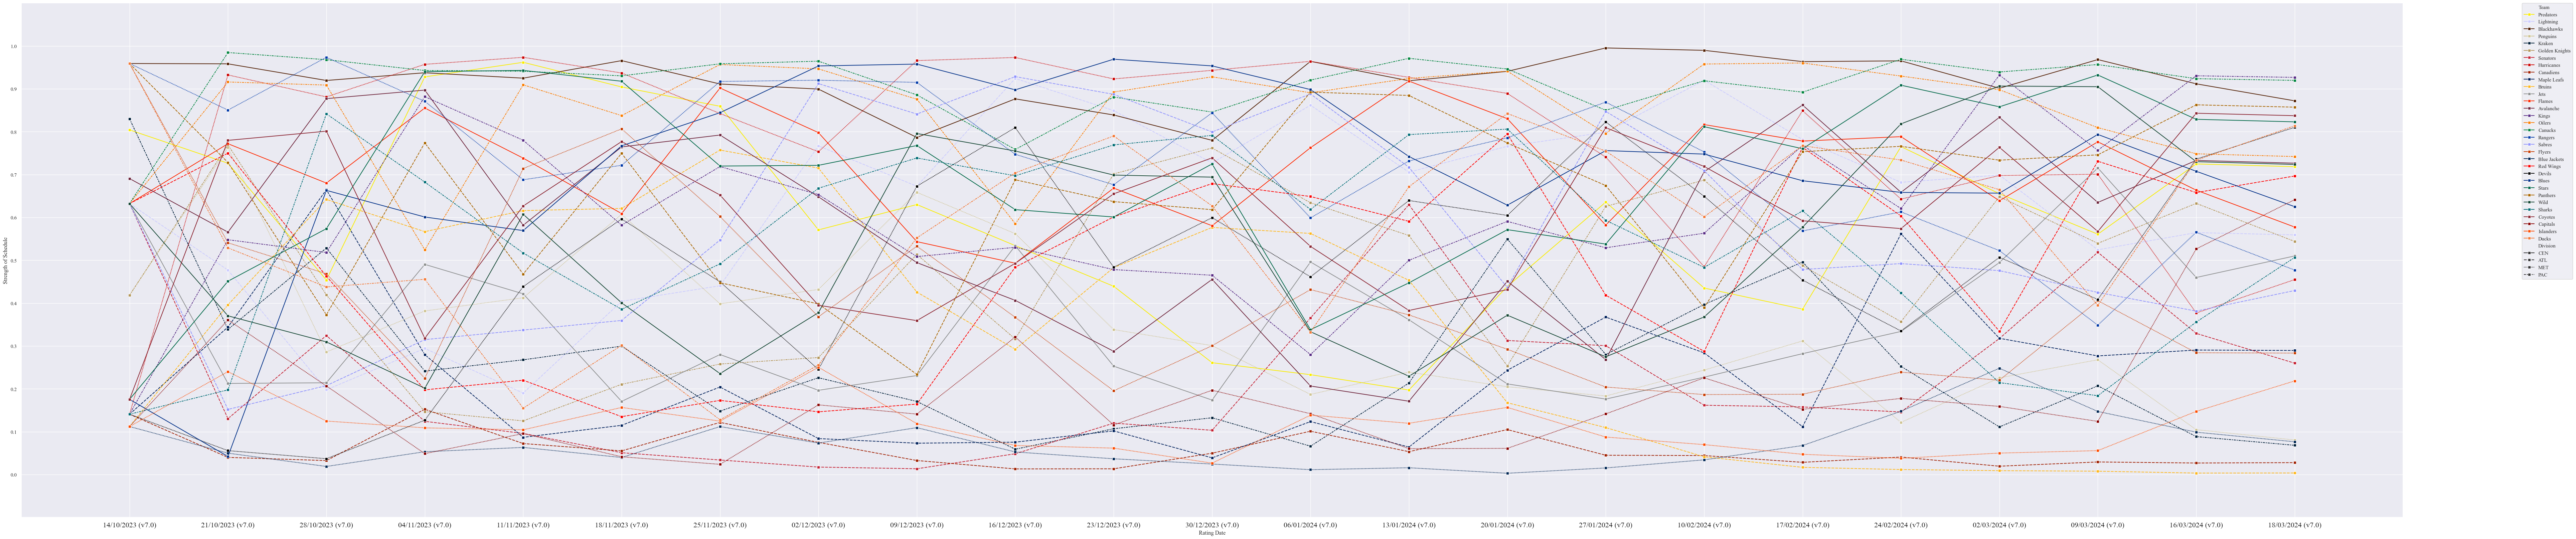 Team
Predators
Lightning
Blackhawks
Penguins
Kraken
Senators
Hurricanes
Canadiens
Maple Leafs
Bruins
Golden Knights
Jets
Flames
Avalanche
Kings
Oilers
Canucks
Rangers
Sabres
Flyers
Blue Jackets
Red Wings
Devils
Blues
Stars
Panthers
Wild
Sharks
Coyotes
Capitals
Islanders
Ducks
Division
CEN
ATL
MET
PAC
1.0
0.9
0.8
0.7
0.6
0.5
0.4
0.3
0.2
0.1
0.0
Strength of Schedule
14/10/2023 (v7.0) 21/10/2023 (v7.0) 28/10/2023 (v7.0) 04/11/2023 (v7.0) 11/11/2023 (v7.0) 18/11/2023 (v7.0) 25/11/2023 (v7.0) 02/12/2023 (v7.0) 09/12/2023 (v7.0) 16/12/2023 (v7.0) 23/12/2023 (v7.0) 30/12/2023 (v7.0) 06/01/2024 (v7.0) 13/01/2024 (v7.0) 20/01/2024 (v7.0) 27/01/2024 (v7.0) 10/02/2024 (v7.0) 17/02/2024 (v7.0) 24/02/2024 (v7.0) 02/03/2024 (v7.0) 09/03/2024 (v7.0) 16/03/2024 (v7.0) 18/03/2024 (v7.0)
Rating Date